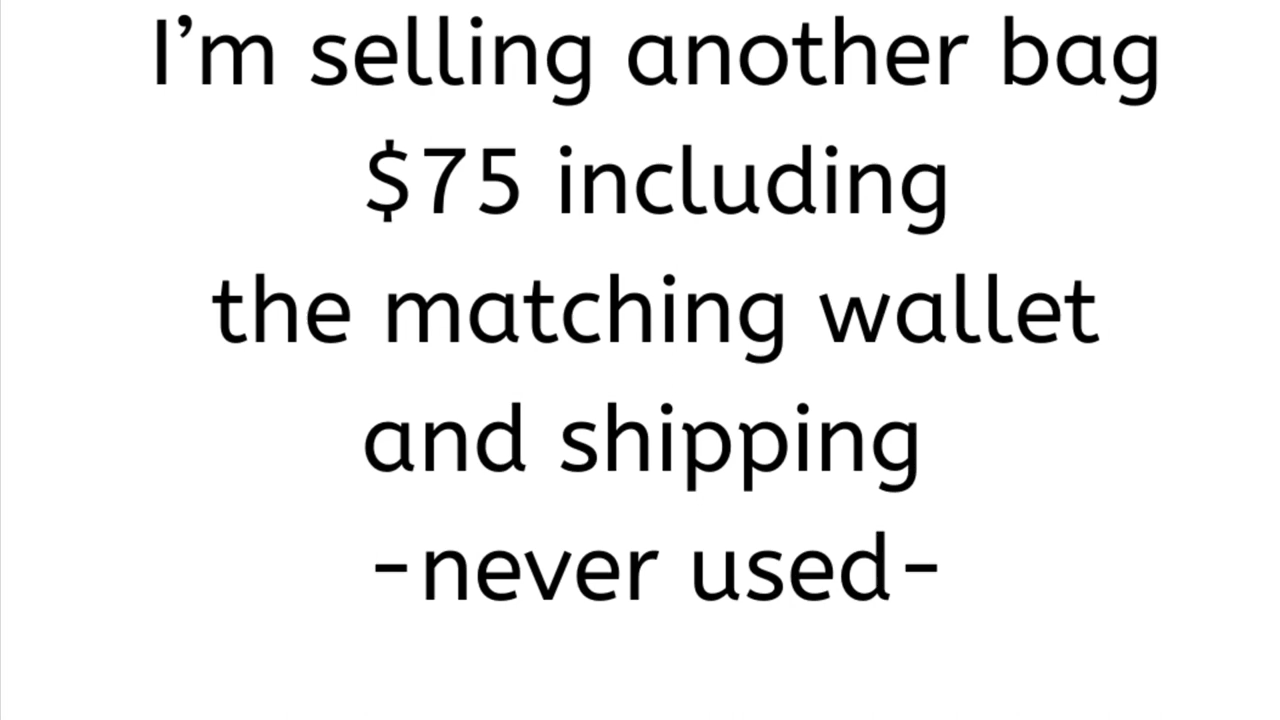 I’m selling another bag
$75 including
the matching wallet
and shipping
-never used-